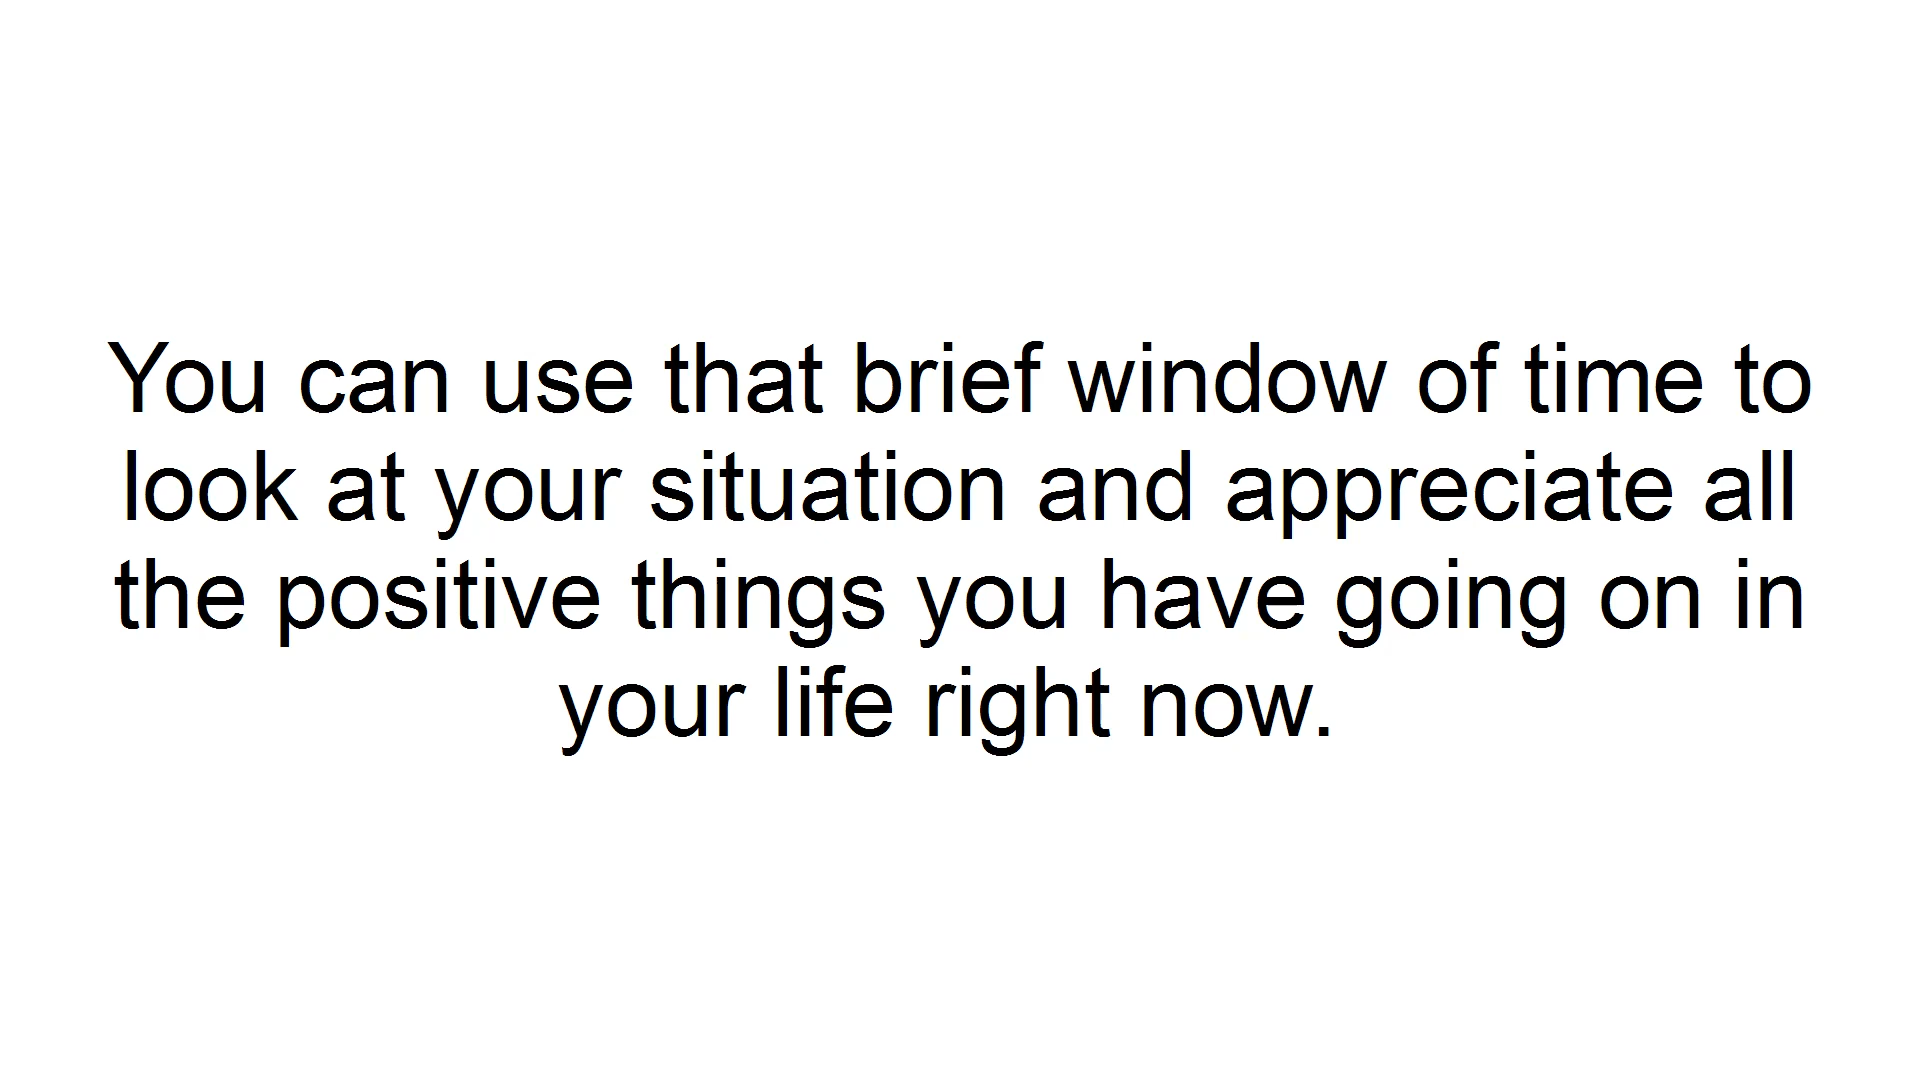 You can use that brief window of time to
look at your situation and appreciate all
the positive things you have going on in
your life right now.